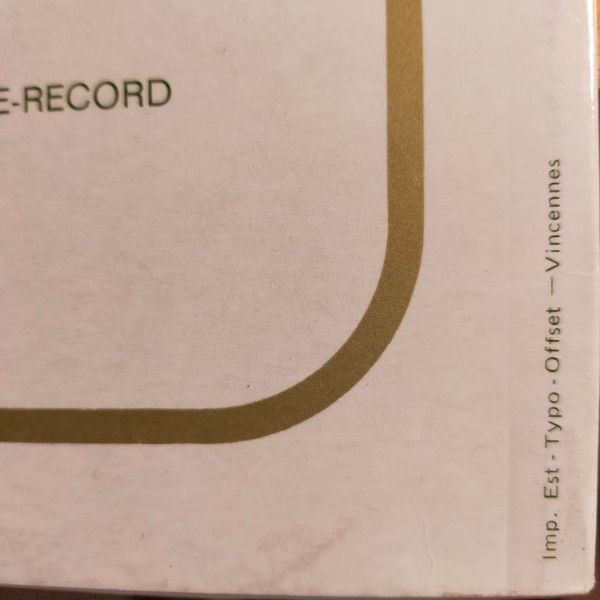 E-RECORD
Imp. Est - Typo - Offset — Vincennes